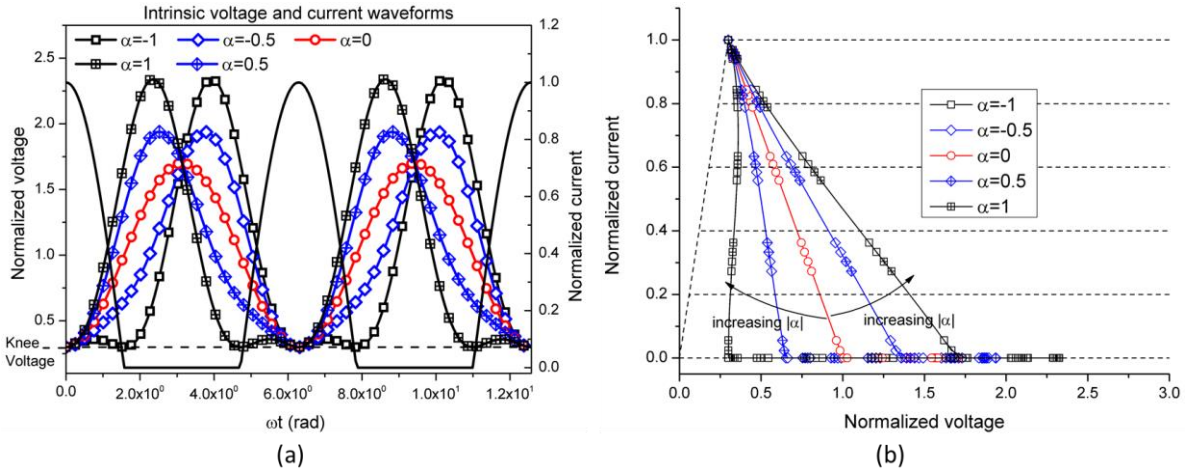 Intrinsic voltage and current waveforms
α=-1 α=-0.5 α=0
α=1 α=0.5
Normalized voltage
2.5
2.0
1.5
1.0
0.5
Knee
Voltage
Normalized current
1.2
1.0
0.8
0.6
0.4
0.2
0.0
0.0 2.0x10⁰ 4.0x10⁰ 6.0x10⁰ 8.0x10⁰ 1.0x10¹ 1.2x10¹
ωt (rad)
(a)
Normalized current
1.0
0.8
0.6
0.4
0.2
0.0
α=-1
α=-0.5
α=0
α=0.5
α=1
increasing |α| increasing |α|
0.0 0.5 1.0 1.5 2.0 2.5 3.0
Normalized voltage
(b)